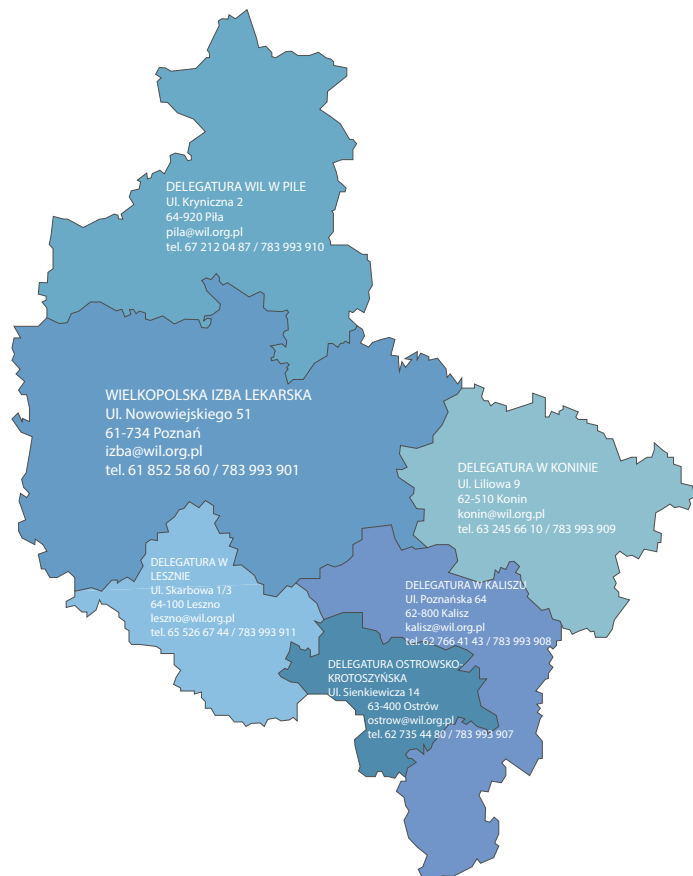 DELEGATURA WIL W PILE
Ul. Kryniczna 2
64-920 Piła
pila@wil.org.pl
tel. 67 212 04 87 / 783 993 910
WIELKOPOLSKA IZBA LEKARSKA
Ul. Nowowiejskiego 51
61-734 Poznań
izba@wil.org.pl
tel. 61 852 58 60 / 783 993 901
DELEGATURA W KONINIE
Ul. Liliowa 9
62-510 Konin
konin@wil.org.pl
tel. 63 245 66 10 / 783 993 909
DELEGATURA W
LESZNIE
Ul. Skarbowa 1/3
64-100 Leszno
leszno@wil.org.pl
tel. 65 526 67 44 / 783 993 911
DELEGATURA W KALISZU
Ul. Poznańska 64
62-800 Kalisz
kalisz@wil.org.pl
tel. 62 766 41 43 / 783 993 908
DELEGATURA OSTROWSKO-
KROTOSZYŃSKA
Ul. Sienkiewicza 14
63-400 Ostrów
ostrow@wil.org.pl
tel. 62 735 44 80 / 783 993 907